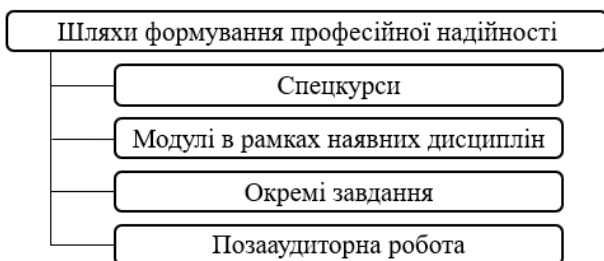 Шляхи формування професійної надійності
Спецкурси
Модулі в рамках наявних дисциплін
Окремі завдання
Позааудиторна робота